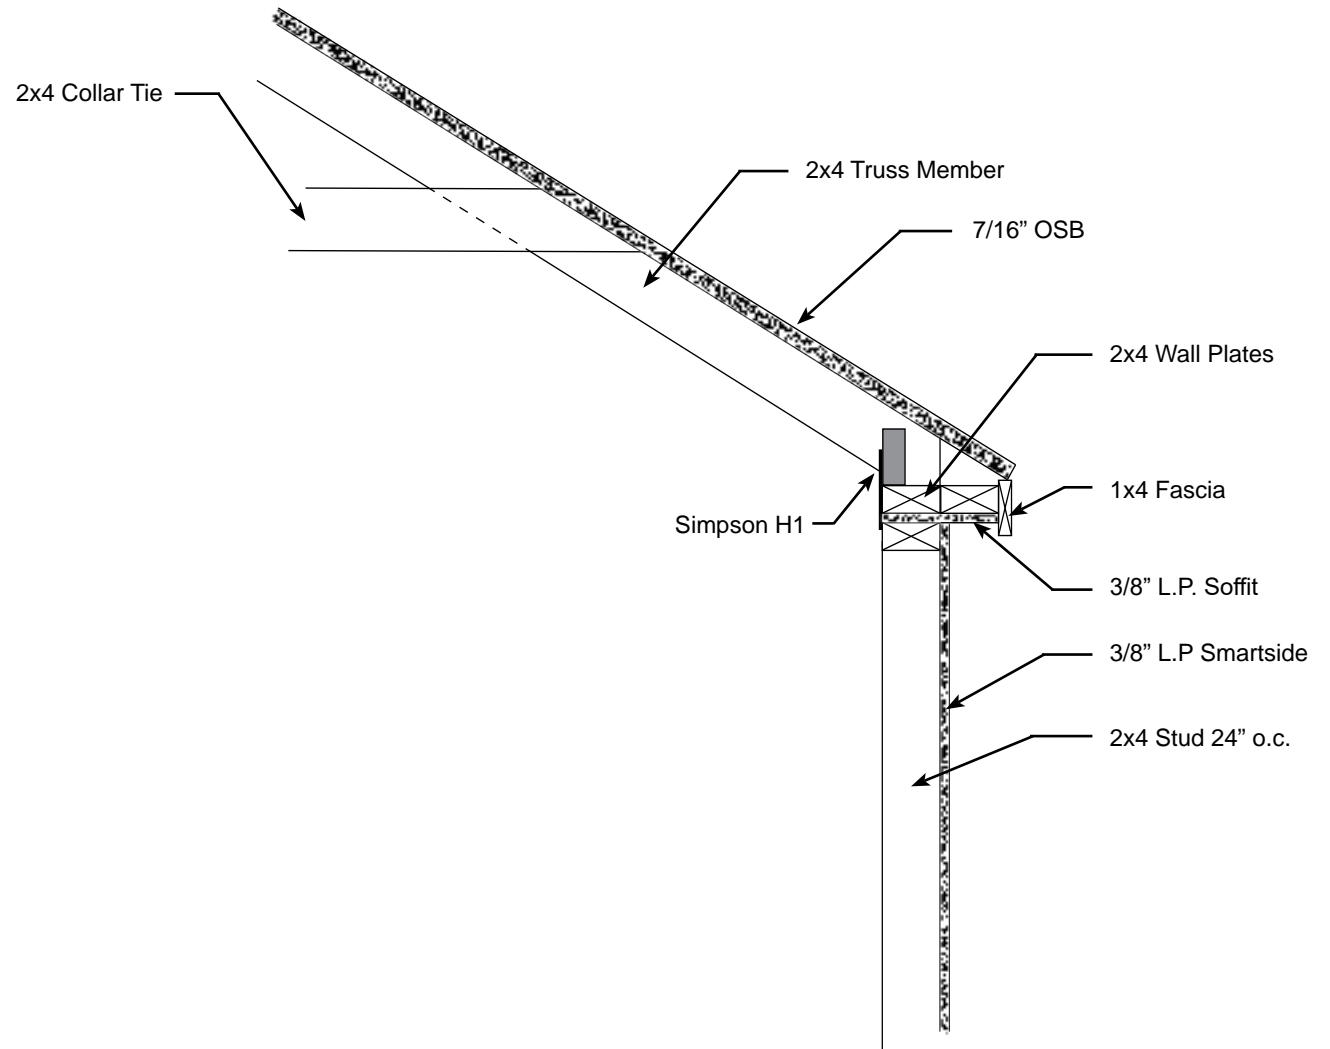 2x4 Collar Tie
2x4 Truss Member
7/16” OSB
2x4 Wall Plates
1x4 Fascia
Simpson H1
3/8” L.P. Soffit
3/8” L.P Smartside
2x4 Stud 24” o.c.